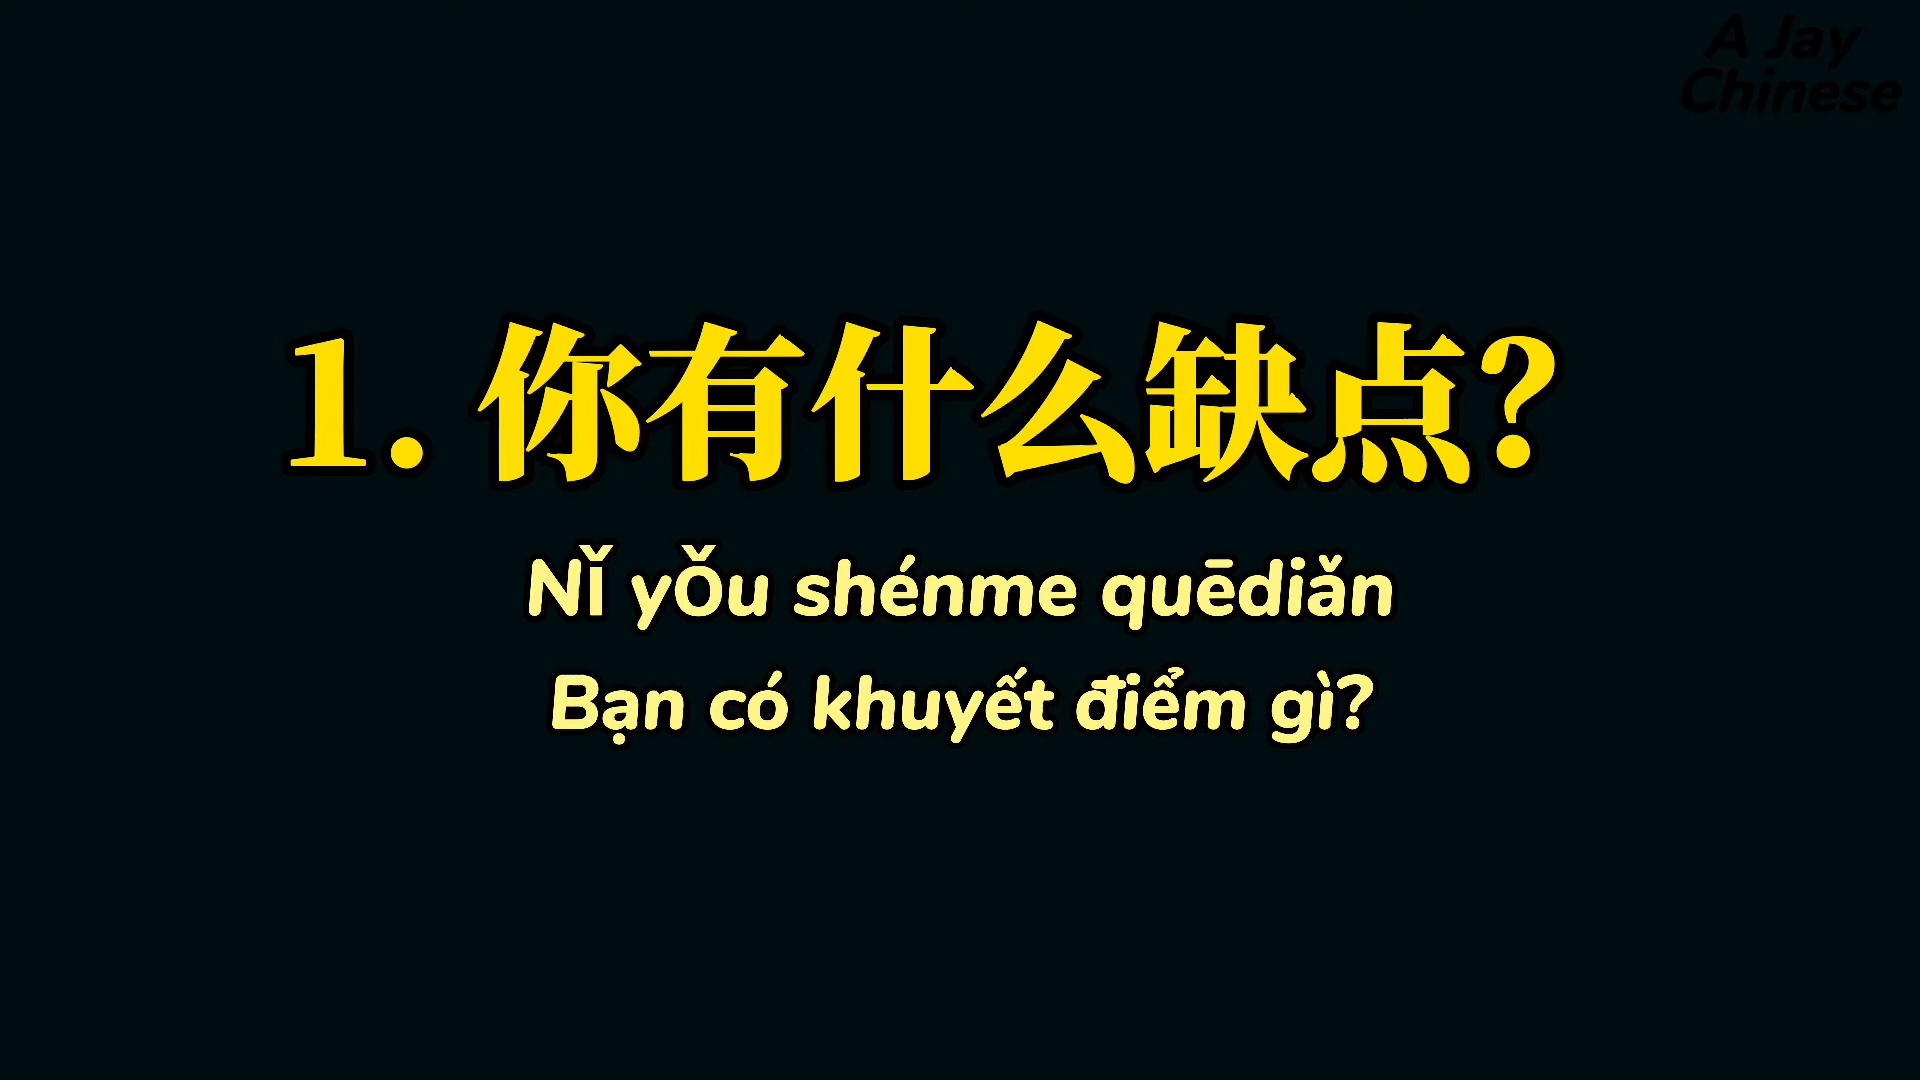 A Jay
Chinese
1. 你有什么缺点?
Nǐ yǒu shénme quēdiǎn
Bạn có khuyết điểm gì?